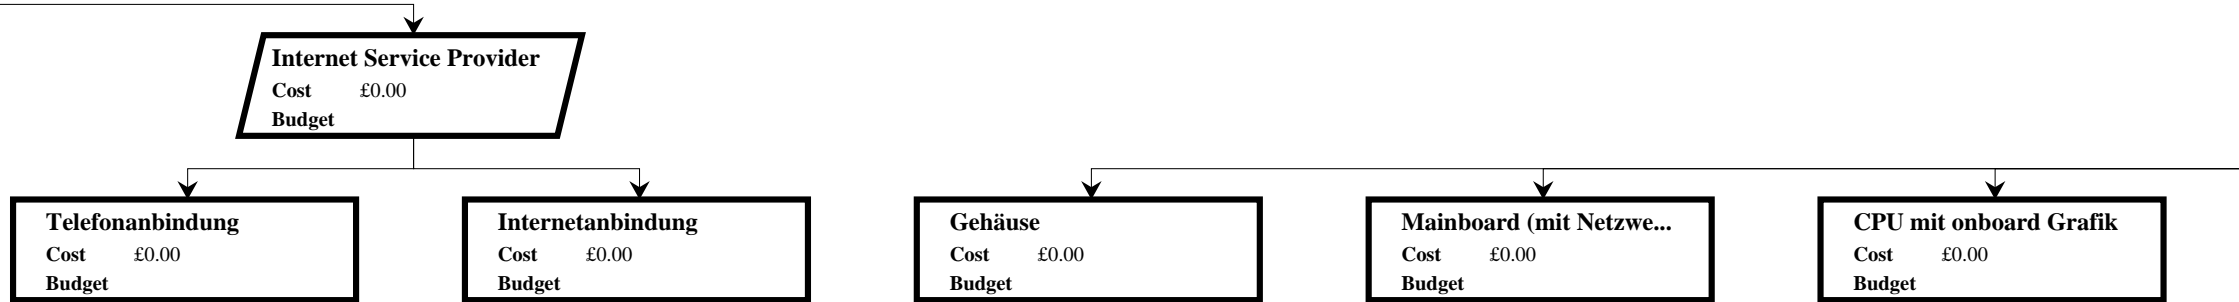 Internet Service Provider
Cost £0.00
Budget
Telefonanbindung
Cost £0.00
Budget
Internetanbindung
Cost £0.00
Budget
Gehäuse
Cost £0.00
Budget
Mainboard (mit Netzwe...
Cost £0.00
Budget
CPU mit onboard Grafik
Cost £0.00
Budget